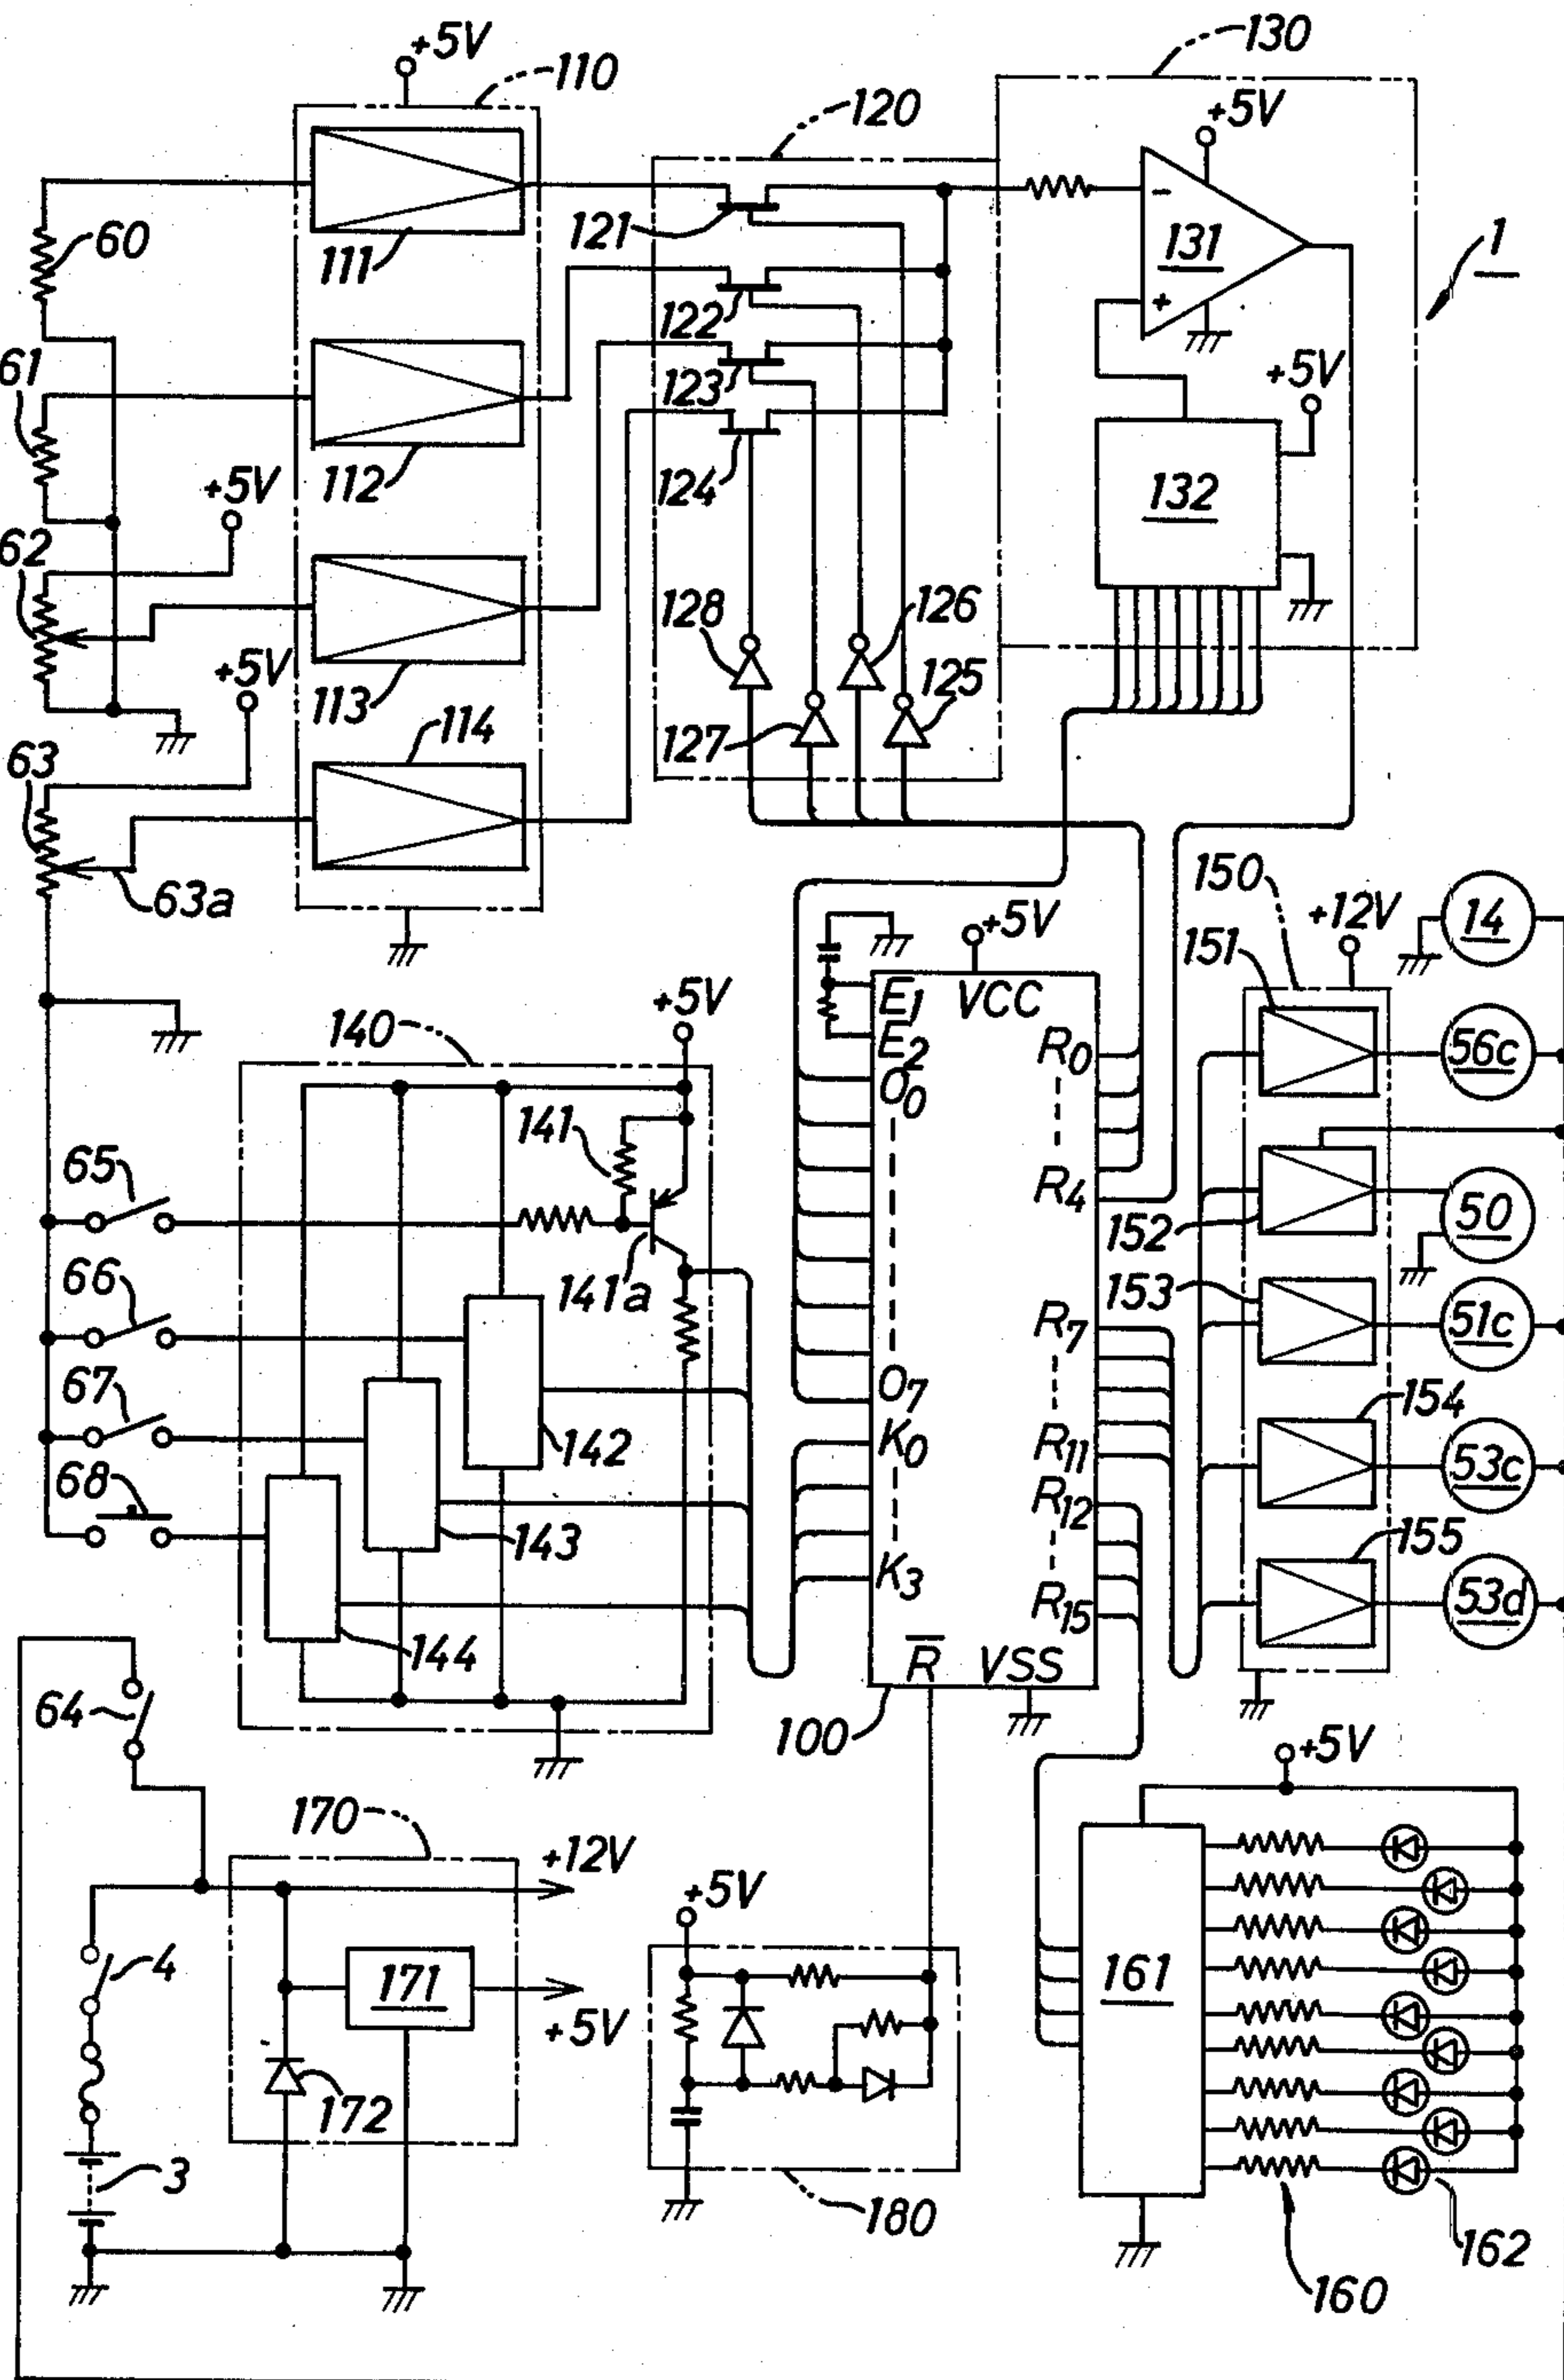 +5V
110
130
120
+5V
60
111
121
131
−
+
1
61
112
122
123
124
+5V
132
+5V
62
113
128
126
125
127
+5V
63
114
63a
150
+12V
14
151
+5V
Ē1
VCC
E2
R0
O0
56c
+5V
140
141
141a
65
R4
152
50
66
142
O7
K0
R7
153
51c
67
143
R11
R12
154
53c
68
144
K3
R15
155
53d
R̅
VSS
64
100
+5V
170
+12V
+5V
4
171
+5V
161
172
3
180
160
162